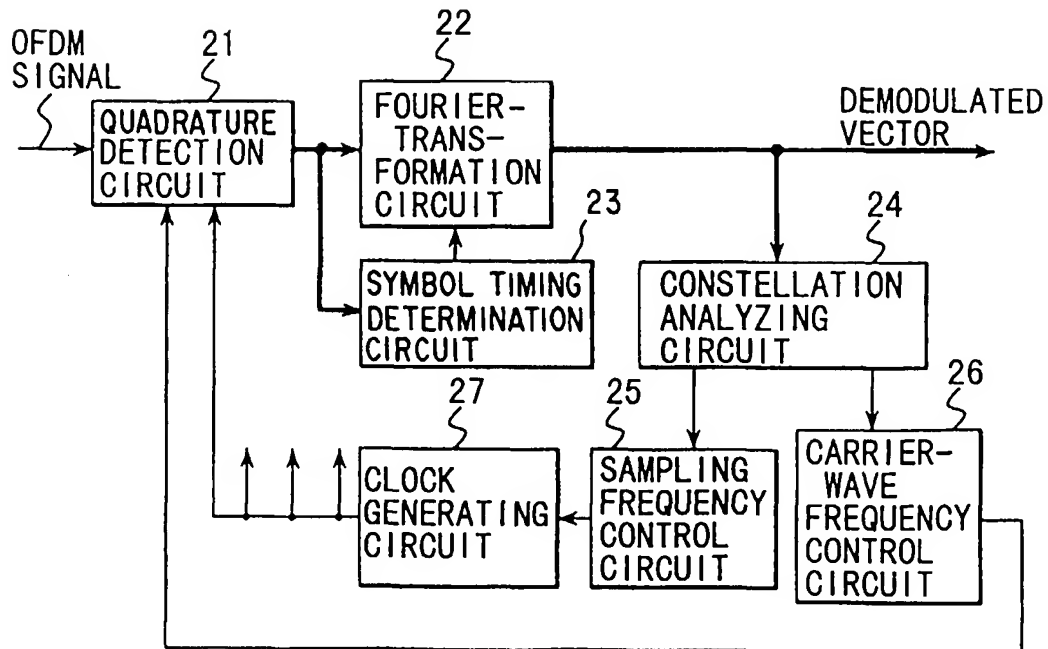 OFDM
SIGNAL
21
QUADRATURE
DETECTION
CIRCUIT
22
FOURIER-
TRANS-
FORMATION
CIRCUIT
DEMODULATED
VECTOR
23
SYMBOL TIMING
DETERMINATION
CIRCUIT
24
CONSTELLATION
ANALYZING
CIRCUIT
27
CLOCK
GENERATING
CIRCUIT
25
SAMPLING
FREQUENCY
CONTROL
CIRCUIT
26
CARRIER-
WAVE
FREQUENCY
CONTROL
CIRCUIT